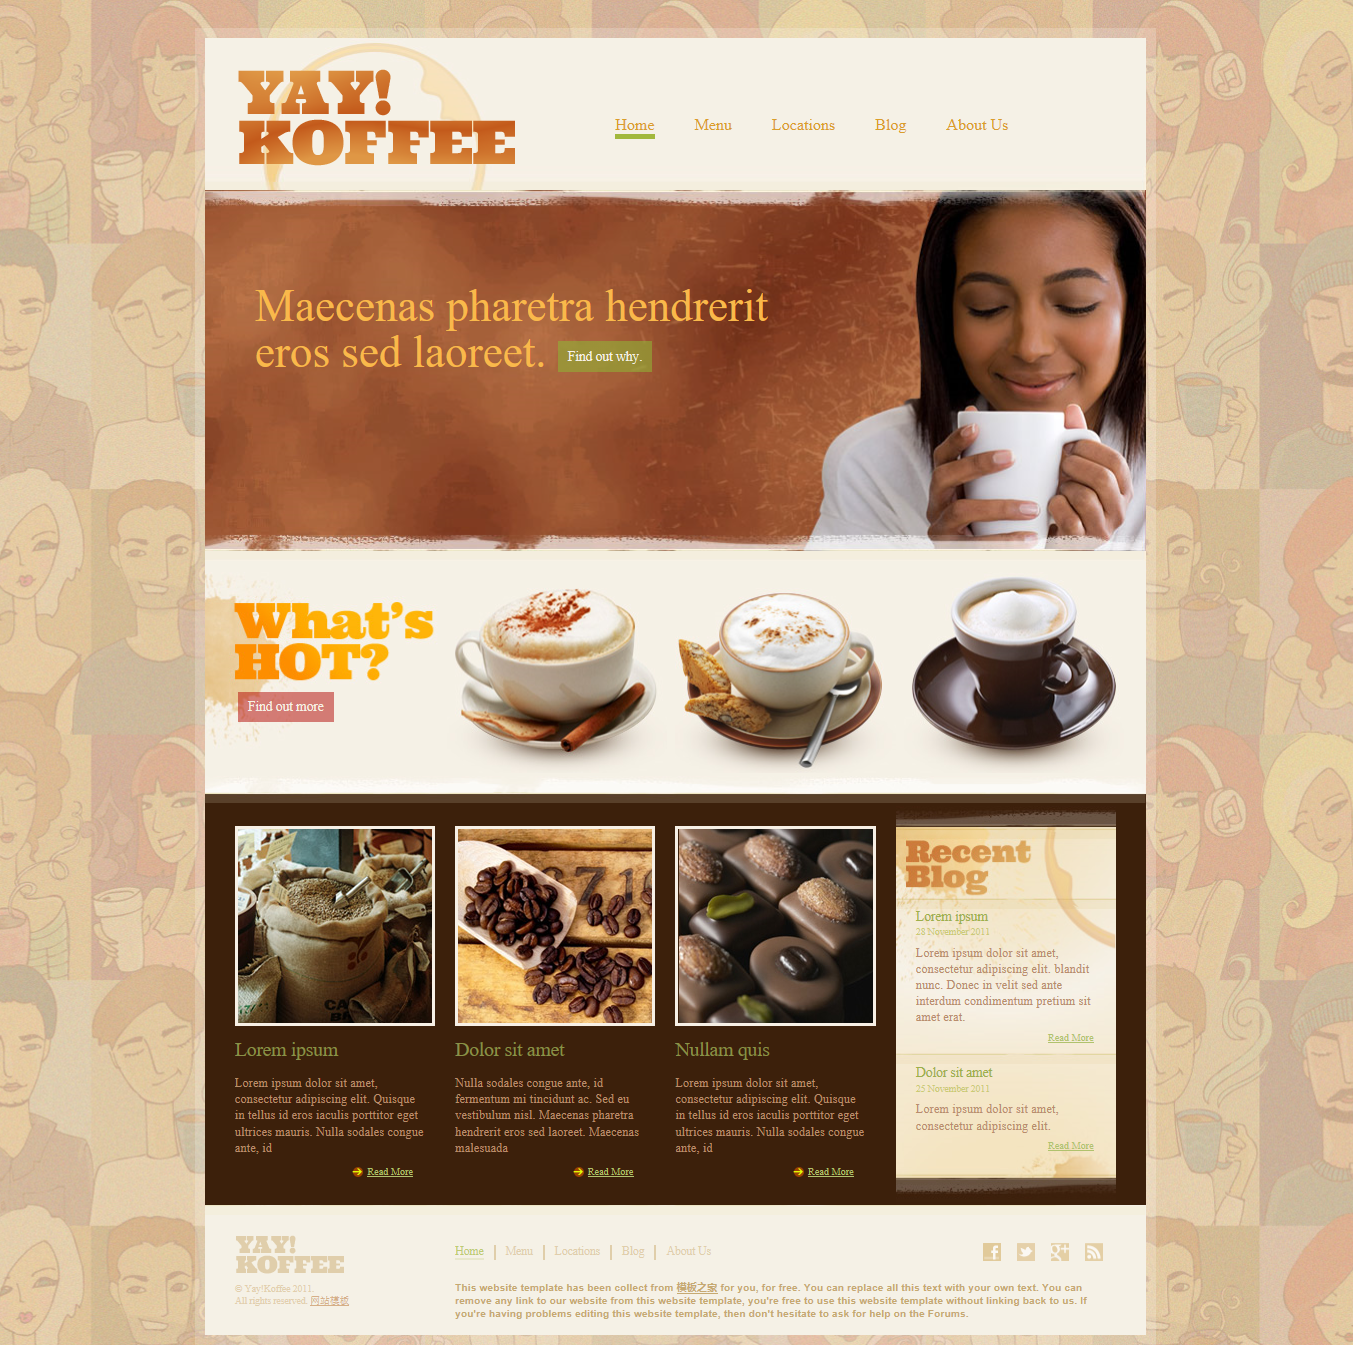 YAY!
KOFFEE
Home Menu Locations Blog About Us
Maecenas pharetra hendrerit
eros sed laoreet. Find out why.
What's
HOT?
Find out more
Lorem ipsum
Lorem ipsum dolor sit amet,
consectetur adipiscing elit. Quisque
in tellus id eros iaculis porttitor eget
ultrices mauris. Nulla sodales congue
ante, id
Read More
Dolor sit amet
Nulla sodales congue ante, id
fermentum mi tincidunt ac. Sed eu
vestibulum nisl. Maecenas pharetra
hendrerit eros sed laoreet. Maecenas
malesuada
Read More
Nullam quis
Lorem ipsum dolor sit amet,
consectetur adipiscing elit. Quisque
in tellus id eros iaculis porttitor eget
ultrices mauris. Nulla sodales congue
ante, id
Read More
Recent
Blog
Lorem ipsum
28 November 2011
Lorem ipsum dolor sit amet,
consectetur adipiscing elit. blandit
nunc. Donec in velit sed ante
interdum condimentum pretium sit
amet erat.
Read More
Dolor sit amet
25 November 2011
Lorem ipsum dolor sit amet,
consectetur adipiscing elit.
Read More
YAY!
KOFFEE
© Yay!Koffee 2011.
All rights reserved. 网站模板
Home Menu Locations Blog About Us
This website template has been collect from 模板之家 for you, for free. You can replace all this text with your own text. You can
remove any link to our website from this website template, you're free to use this website template without linking back to us. If
you're having problems editing this website template, then don't hesitate to ask for help on the Forums.